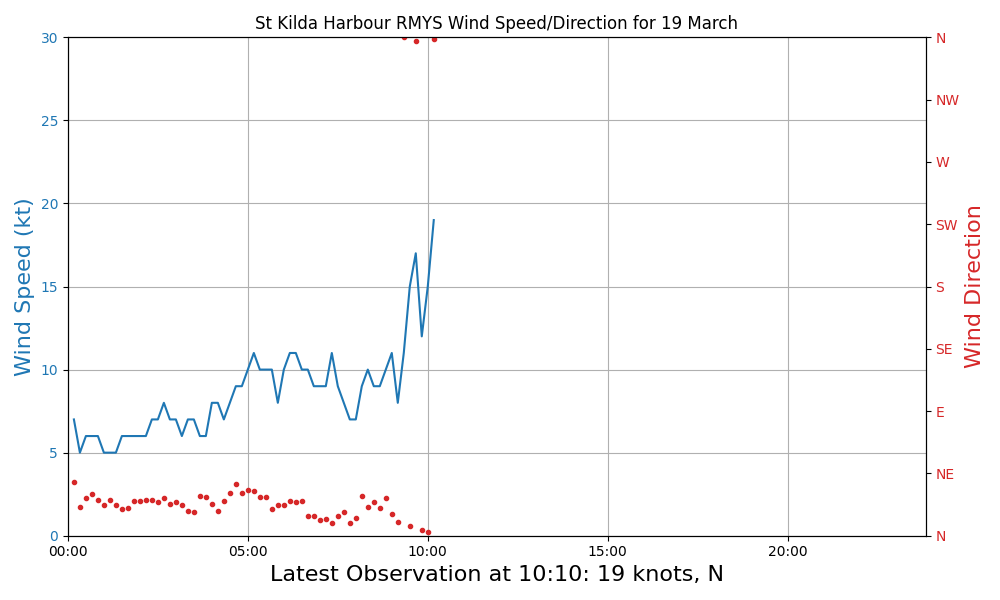 St Kilda Harbour RMYS Wind Speed/Direction for 19 March
30
25
20
15
10
5
0
Wind Speed (kt)
N
NW
W
SW
S
SE
E
NE
N
Wind Direction
00:00 05:00 10:00 15:00 20:00
Latest Observation at 10:10: 19 knots, N